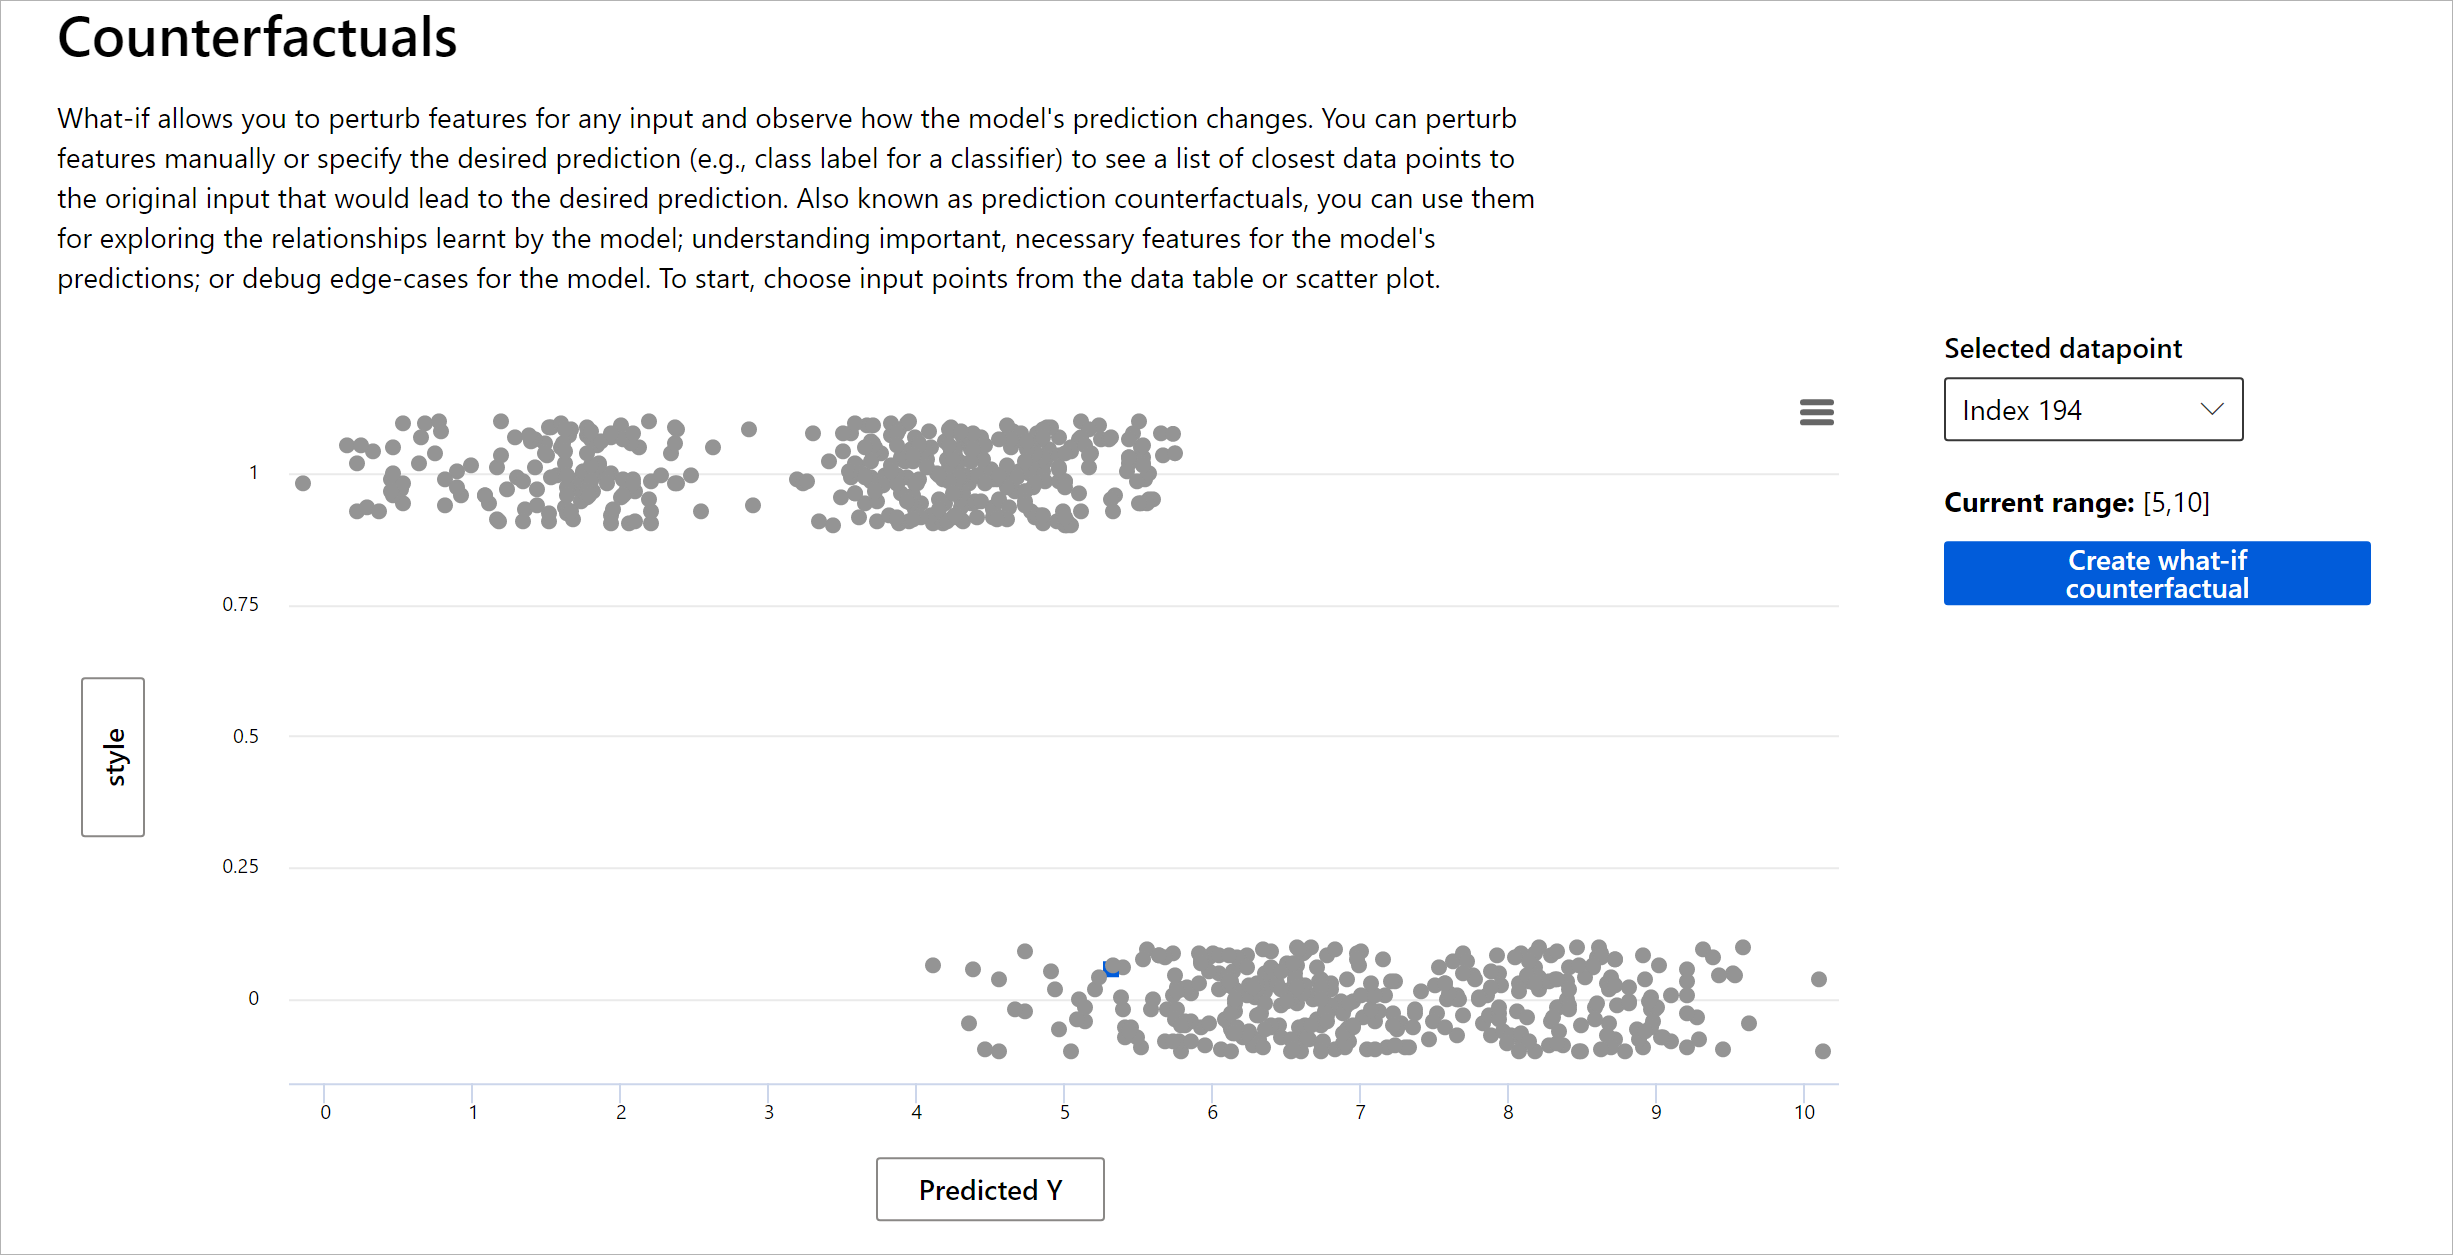 Counterfactuals
What-if allows you to perturb features for any input and observe how the model's prediction changes. You can perturb
features manually or specify the desired prediction (e.g., class label for a classifier) to see a list of closest data points to
the original input that would lead to the desired prediction. Also known as prediction counterfactuals, you can use them
for exploring the relationships learnt by the model; understanding important, necessary features for the model's
predictions; or debug edge-cases for the model. To start, choose input points from the data table or scatter plot.
Selected datapoint
Index 194
Current range: [5,10]
Create what-if
counterfactual
1
0.75
0.5
0.25
0
style
0 1 2 3 4 5 6 7 8 9 10
Predicted Y